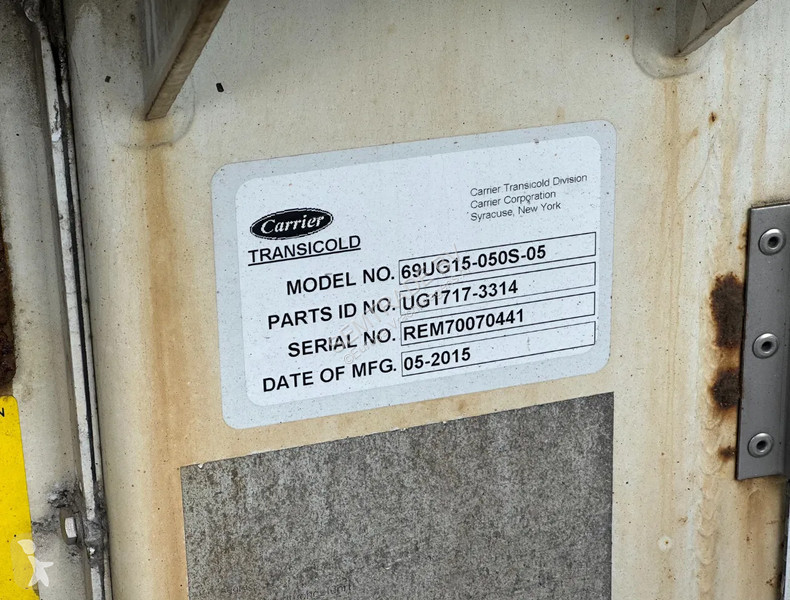 Carrier
TRANSICOLD
Carrier Transicold Division
Carrier Corporation
Syracuse, New York
MODEL NO. 69UG15-050S-05
PARTS ID NO. UG1717-3314
SERIAL NO. REM70070441
DATE OF MFG. 05-2015
N